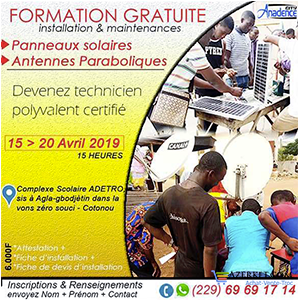 FORMATION GRATUITE
installation & maintenances
Anadence
Panneaux solaires
Antennes Paraboliques
Devenez technicien
polyvalent certifié
15 > 20 Avril 2019
15 HEURES
CANAL+
Complexe Scolaire ADETRO,
sis à Agla-gbodjètin dans la
vons zéro souci - Cotonou
6.000F
*Attestation +
*Fiche d'installation +
*Fiche de devis d'installation
Inscriptions & Renseignements
envoyez Nom + Prénom + Contact
(229) 69 69 17 14